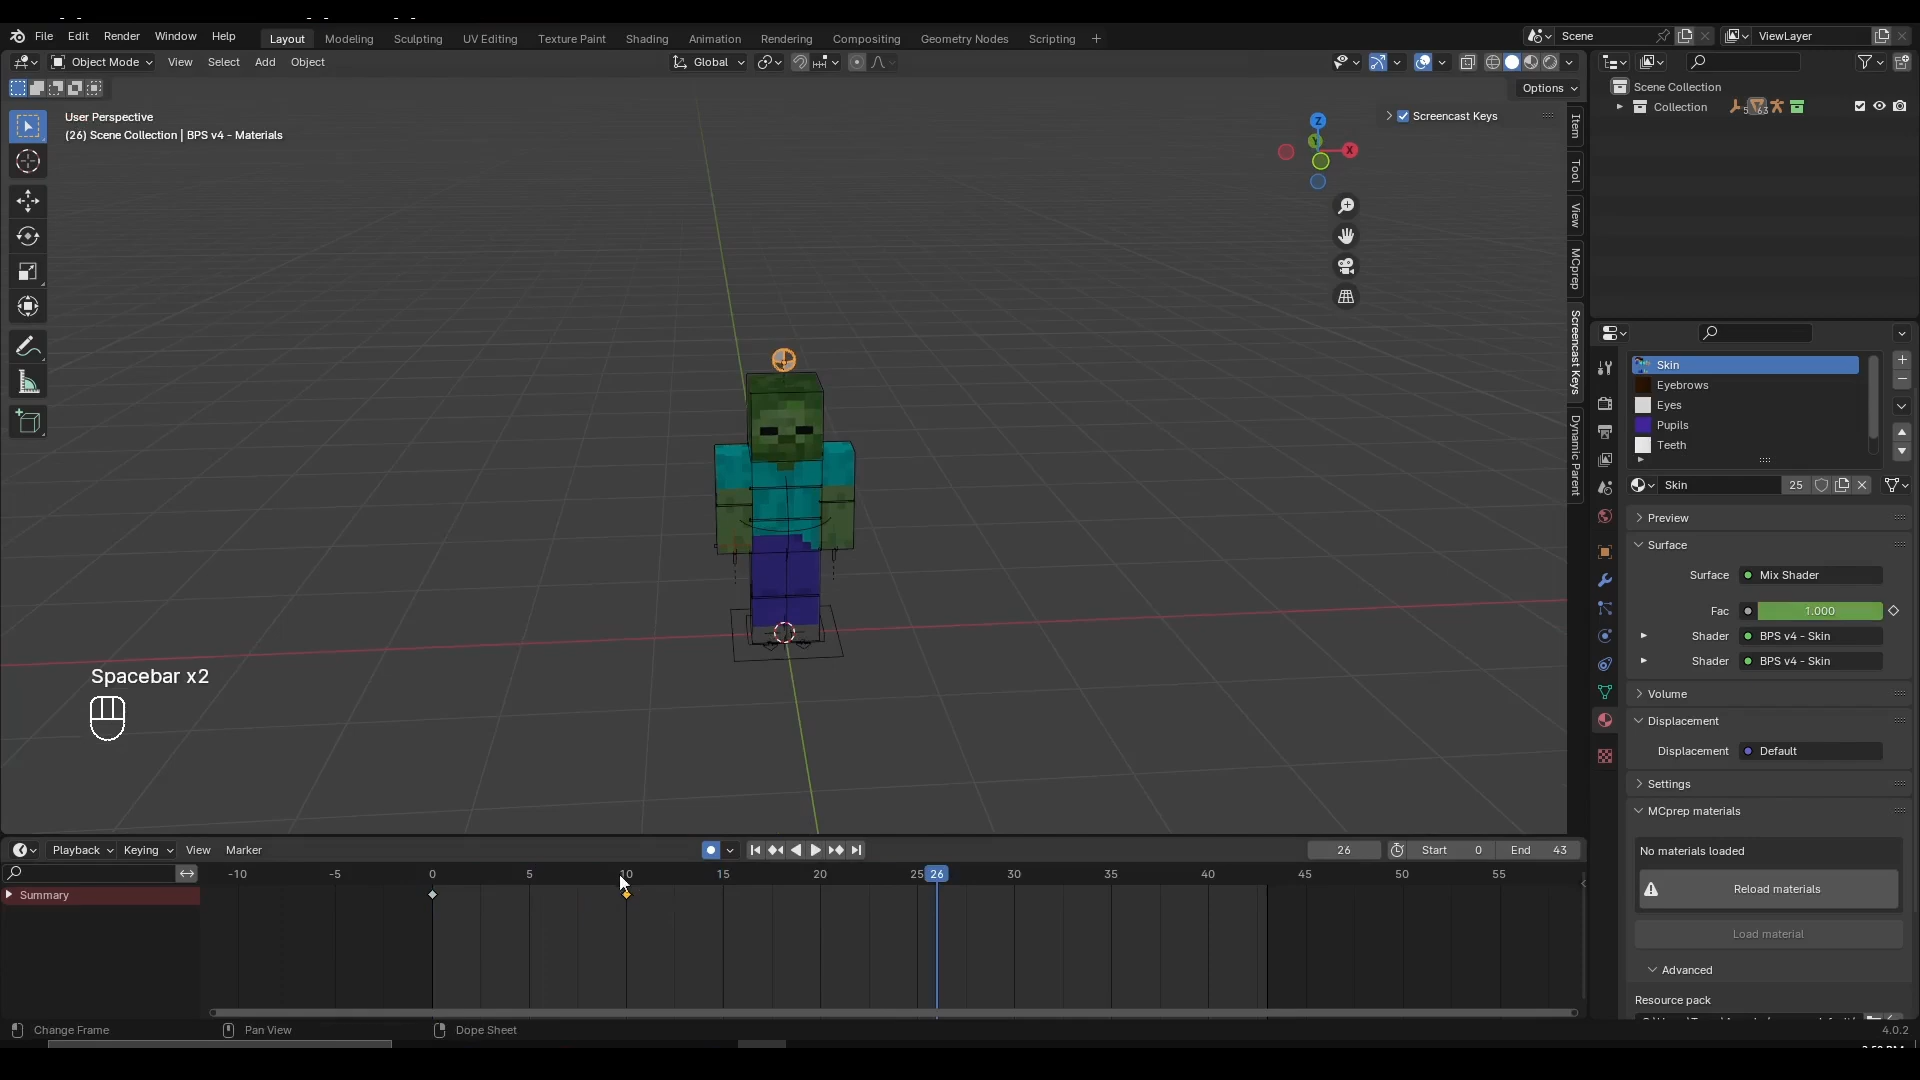 File Edit Render Window Help Layout Modeling Sculpting UV Editing Texture Paint Shading Animation Rendering Compositing Geometry Nodes Scripting + Scene ViewLayer
Object Mode View Select Add Object Global
Options
User Perspective
(26) Scene Collection | BPS v4 - Materials
Screencast Keys
Z
Y
X
Item
Tool
View
MCprep
Screencast Keys
Dynamic Parent
Scene Collection
Collection
Skin
Eyebrows
Eyes
Pupils
Teeth
Skin 25
Preview
Surface
Surface Mix Shader
Fac 1.000
Shader BPS v4 - Skin
Shader BPS v4 - Skin
Volume
Displacement
Displacement Default
Settings
MCprep materials
No materials loaded
Reload materials
Load material
Advanced
Resource pack
Spacebar x2
Playback Keying View Marker 26 Start 0 End 43
-10 -5 0 5 10 15 20 25 26 30 35 40 45 50 55
Summary
Change Frame Pan View Dope Sheet 4.0.2